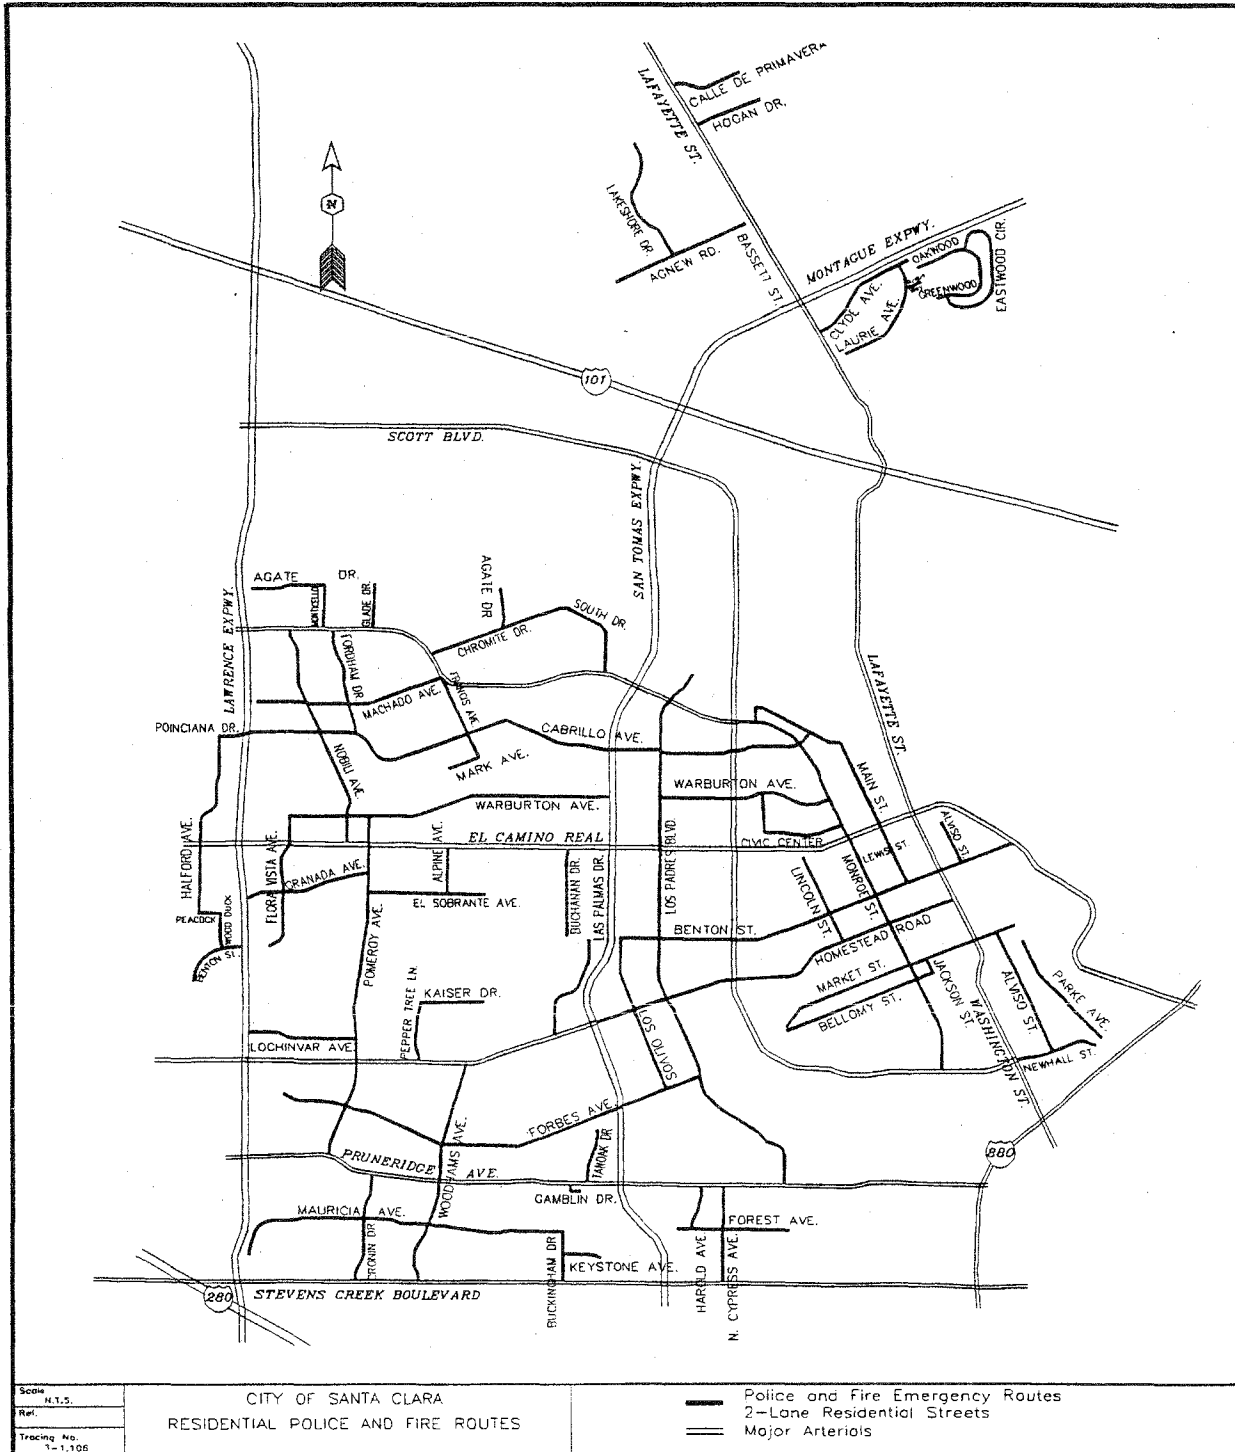 LAFAYETTE ST.
CALLE DE PRIMAVERA
HOGAN DR.
LAKESHORE DR.
AGNEW RD.
BASSETT ST.
MONTAGUE EXPWY.
OAKWOOD
EASTWOOD CIR.
GREENWOOD
CLYDE AVE.
LAURIE AVE.
N
101
SCOTT BLVD.
SAN TOMAS EXPWY.
LAWRENCE EXPWY.
AGATE DR.
MONTICELLO
GLADE DR.
AGATE DR
SOUTH DR.
CHROMITE DR.
FORDHAM DR
FRANCIS AVE.
MACHADO AVE.
LAFAYETTE ST.
POINCIANA DR.
NOBILI AVE.
CABRILLO AVE.
MARK AVE.
MAIN ST.
WARBURTON AVE.
WARBURTON AVE.
EL CAMINO REAL
CIVIC CENTER
LEWIS ST.
ALVISO ST.
HALFORD AVE.
FLORA VISTA AVE.
GRANADA AVE.
ALPINE AVE.
EL SOBRANTE AVE.
BUCHANAN DR.
LAS PALMAS DR.
LOS PADRES BLVD.
LINCOLN ST.
MONROE ST.
PEACOCK
WOOD DUCK
BENTON ST.
BENTON ST.
HOMESTEAD ROAD
POMEROY AVE.
PEPPER TREE LN.
KAISER DR.
MARKET ST.
BELLOMY ST.
JACKSON ST.
WASHINGTON ST.
ALVISO ST.
PARKE AVE.
LOCHINVAR AVE.
LOS OLIVOS
NEWHALL ST.
FORBES AVE.
WOODHAMS AVE.
TAMOAK DR
880
PRUNERIDGE AVE.
GAMBLIN DR.
MAURICIA AVE.
CRONIN DR
FOREST AVE.
BUCKINGHAM DR
KEYSTONE AVE.
HAROLD AVE.
N. CYPRESS AVE.
280
STEVENS CREEK BOULEVARD
Scale
N.T.S.
Ref.
Tracing No.
3-1,106
CITY OF SANTA CLARA
RESIDENTIAL POLICE AND FIRE ROUTES
Police and Fire Emergency Routes
2-Lane Residential Streets
Major Arterials